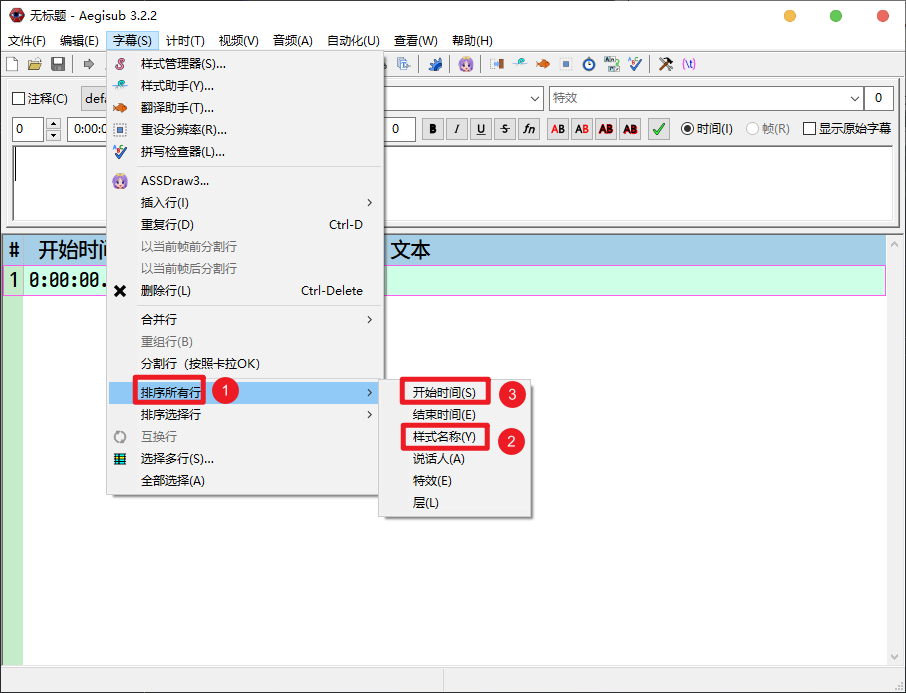 无标题 - Aegisub 3.2.2
文件(F) 编辑(E) 字幕(S) 计时(T) 视频(V) 音频(A) 自动化(U) 查看(W) 帮助(H)
注释(C) defa 特效 0
0 0:00:0 0 B I U S fn AB AB AB AB 时间(I) 帧(R) 显示原始字幕
样式管理器(S)...
样式助手(Y)...
翻译助手(T)...
重设分辨率(R)...
拼写检查器(L)...
ASSDraw3...
插入行(I)
重复行(D) Ctrl-D
以当前帧前分割行
以当前帧后分割行
删除行(L) Ctrl-Delete
合并行
重组行(B)
分割行（按照卡拉OK）
排序所有行 1
排序选择行
互换行
选择多行(S)...
全部选择(A)
开始时间(S) 3
结束时间(E)
样式名称(Y) 2
说话人(A)
特效(E)
层(L)
# 开始时间 文本
1 0:00:00.